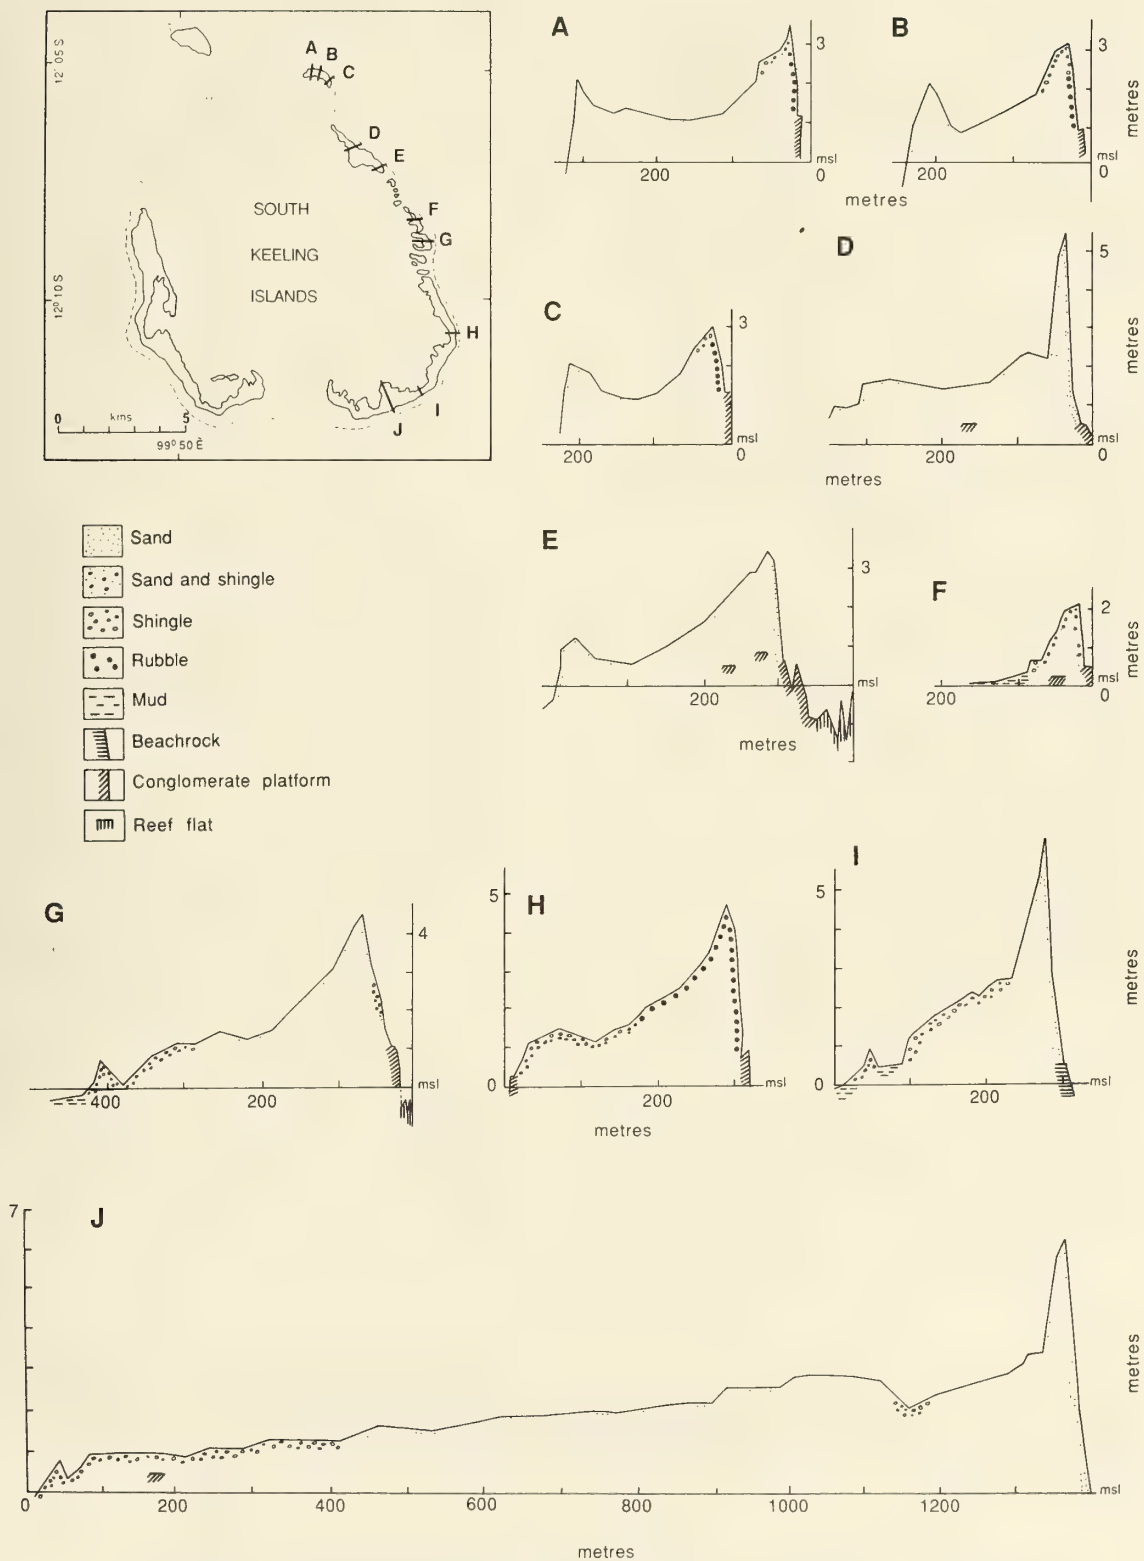 12° 05 S
12° 10 S
A
B
C
D
E
F
G
H
I
J
SOUTH
KEELING
ISLANDS
0 kms 5
99° 50 E
A
3
msl
200
0
B
3
msl
200
metres
metres
C
3
msl
200
0
D
5
msl
200
0
metres
metres
Sand
Sand and shingle
Shingle
Rubble
Mud
Beachrock
Conglomerate platform
Reef flat
E
3
msl
200
metres
F
2
msl
200
0
metres
G
4
msl
400
200
H
5
0
msl
200
metres
I
5
0
msl
200
metres
J
7
msl
0
200
400
600
800
1000
1200
metres
metres